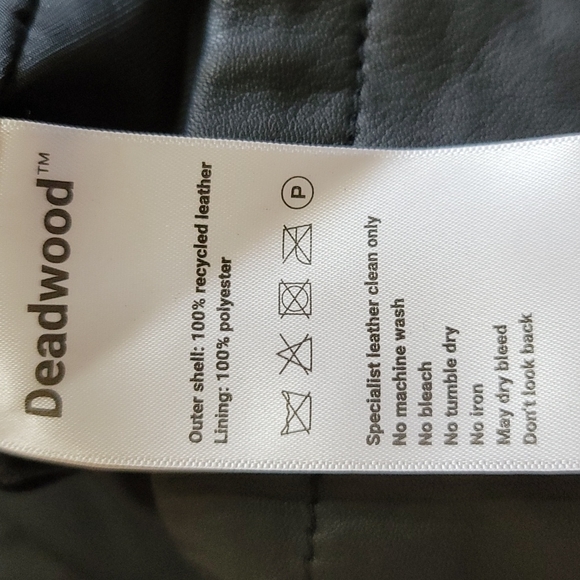 Deadwood™
Outer shell: 100% recycled leather
Lining: 100% polyester
P
Specialist leather clean only
No machine wash
No bleach
No tumble dry
No iron
May dry bleed
Don't look back